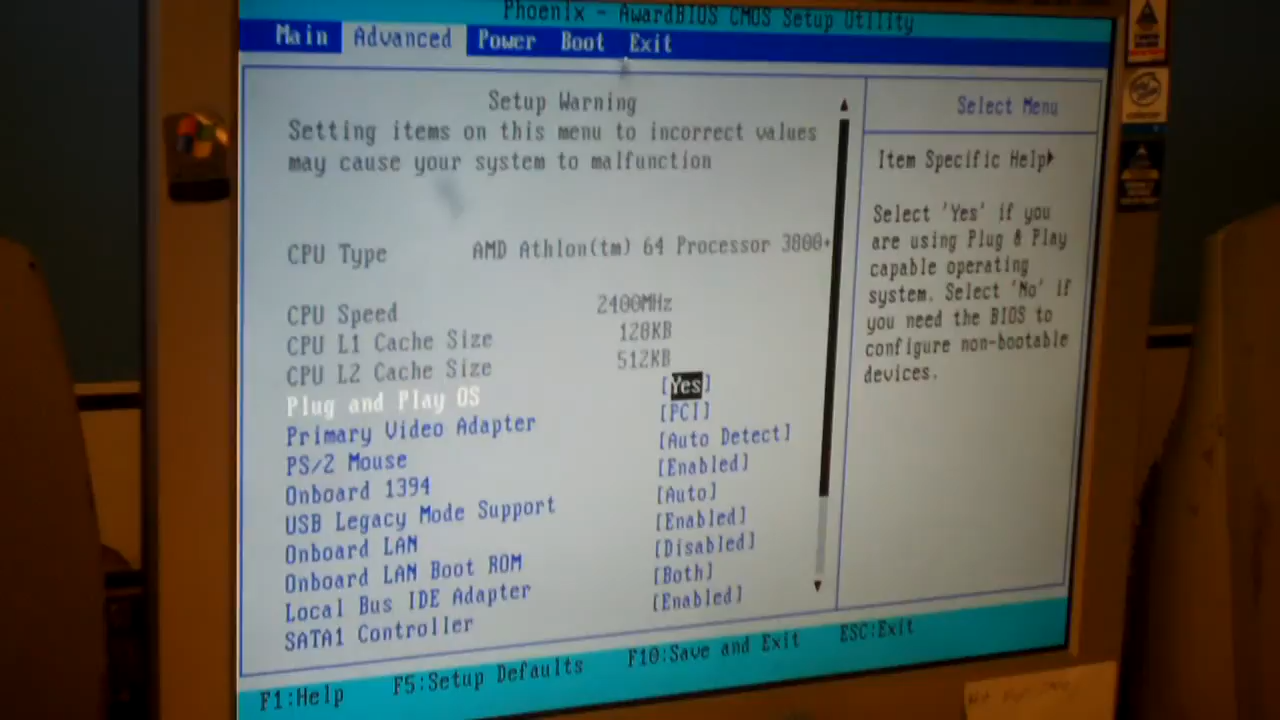 Phoenix - AwardBIOS CMOS Setup Utility
Main Advanced Power Boot Exit
Setup Warning
Setting items on this menu to incorrect values
may cause your system to malfunction
CPU Type AMD Athlon(tm) 64 Processor 3800+
CPU Speed 2400MHz
CPU L1 Cache Size 128KB
CPU L2 Cache Size 512KB
Plug and Play OS [Yes]
Primary Video Adapter [PCI]
PS/2 Mouse [Auto Detect]
Onboard 1394 [Enabled]
USB Legacy Mode Support [Auto]
Onboard LAN [Enabled]
Onboard LAN Boot ROM [Disabled]
Local Bus IDE Adapter [Both]
SATA1 Controller [Enabled]
Select Menu
Item Specific Help
Select 'Yes' if you
are using Plug & Play
capable operating
system. Select 'No' if
you need the BIOS to
configure non-bootable
devices.
F1:Help F5:Setup Defaults F10:Save and Exit ESC:Exit